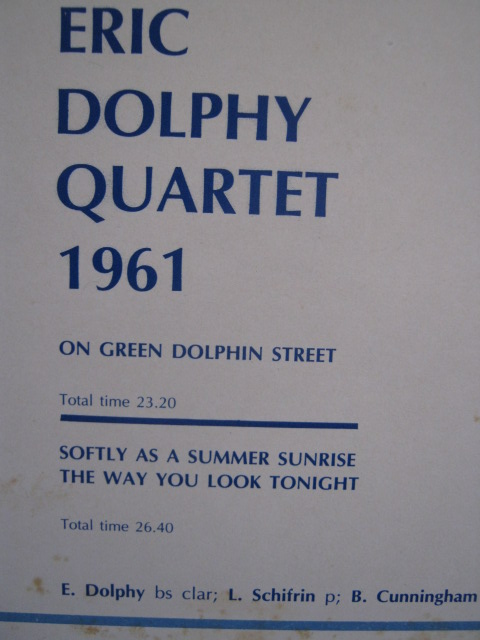 ERIC
DOLPHY
QUARTET
1961
ON GREEN DOLPHIN STREET
Total time 23.20
SOFTLY AS A SUMMER SUNRISE
THE WAY YOU LOOK TONIGHT
Total time 26.40
E. Dolphy bs clar; L. Schifrin p; B. Cunningham